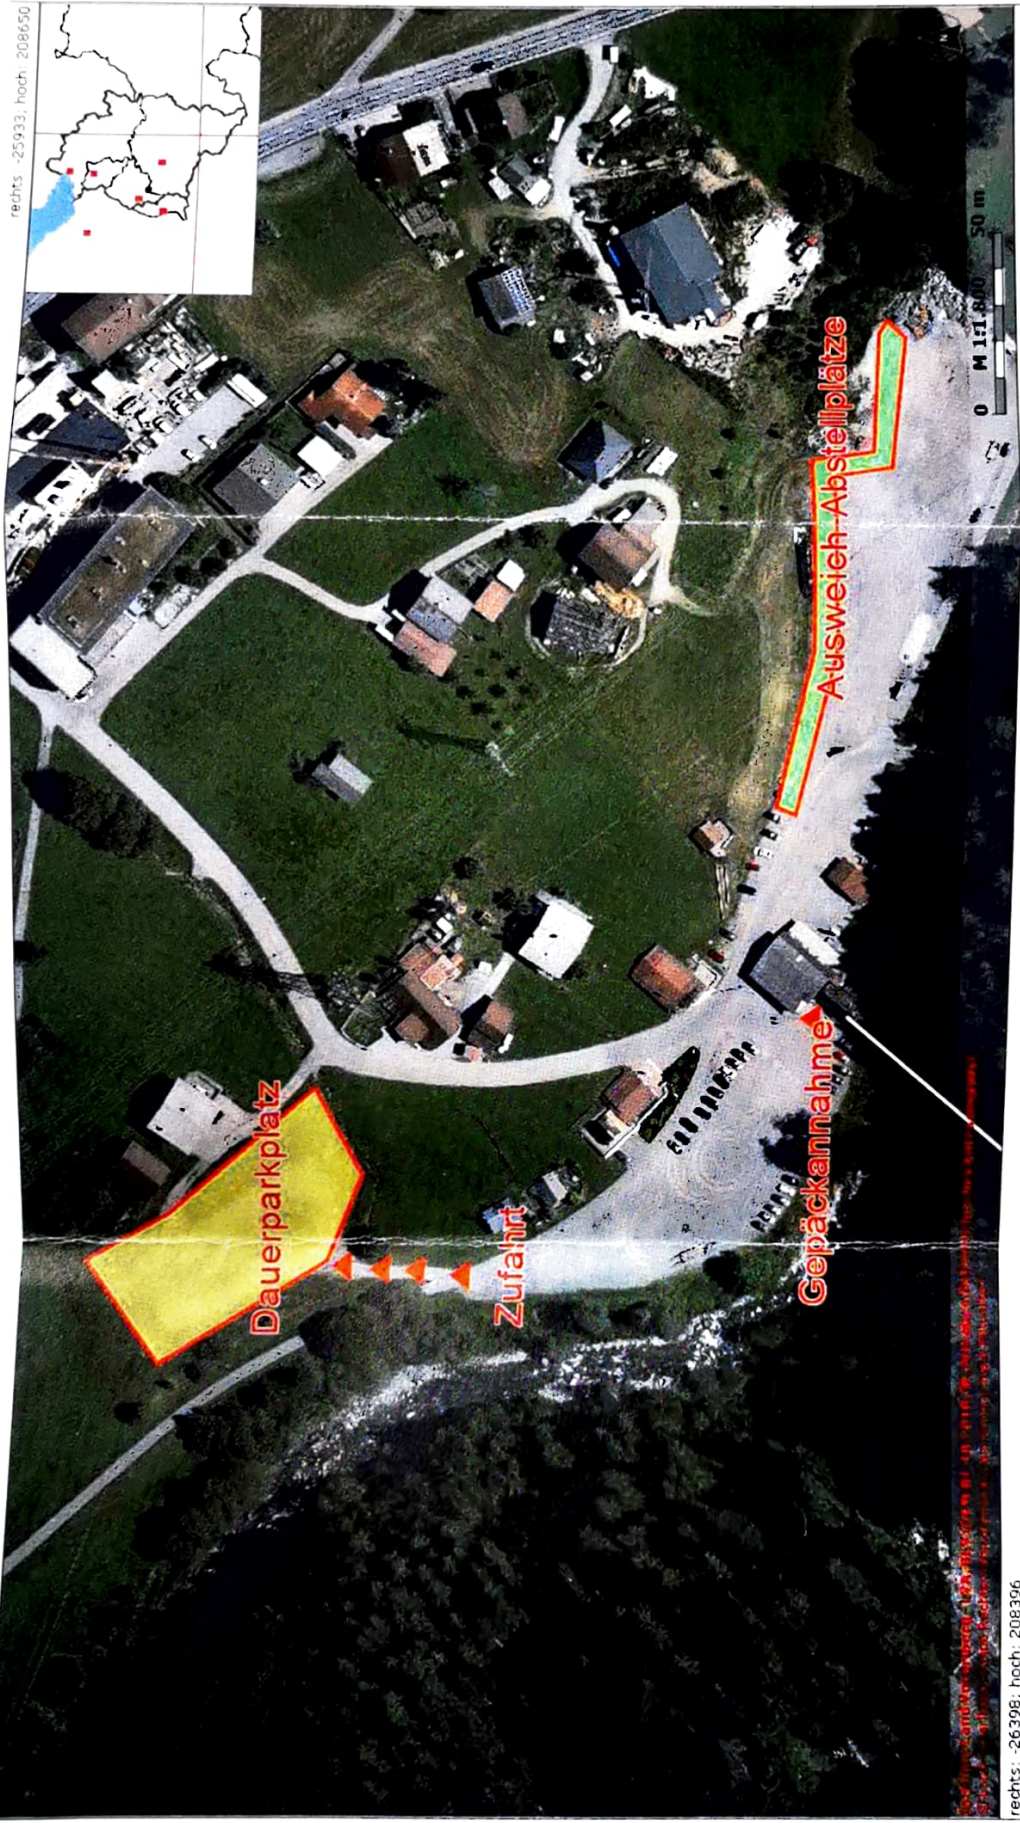 rechts: -25933; hoch: 208650
Dauerparkplatz
Zufahrt
Ausweich-Abstellplätze
Gepäckannahme
0 M 1:1.800 50 m
rechts: -26398; hoch: 208396